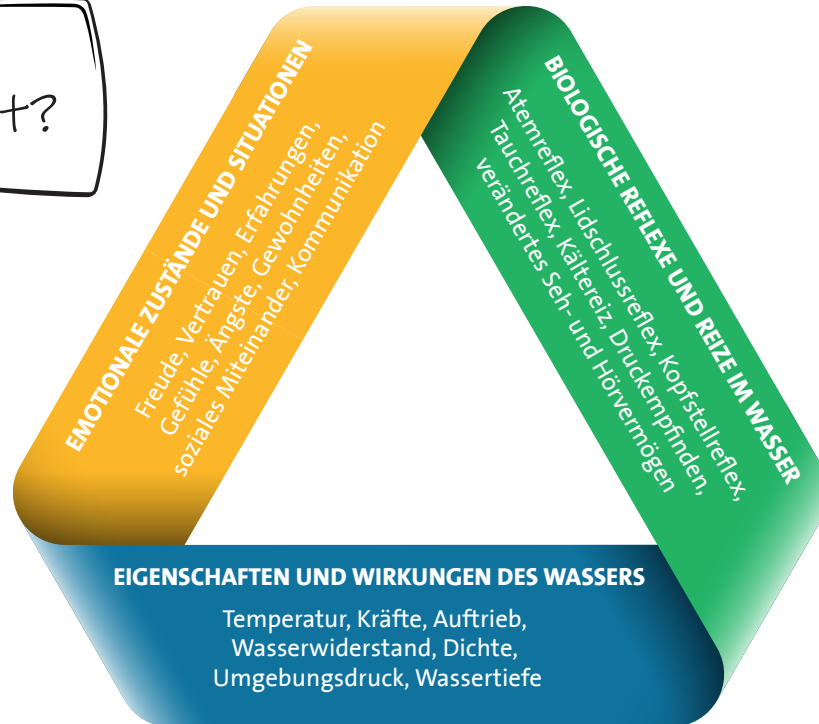 t?
EMOTIONALE ZUSTÄNDE UND SITUATIONEN
Freude, Vertrauen, Erfahrungen,
Gefühle, Ängste, Gewohnheiten,
soziales Miteinander, Kommunikation
BIOLOGISCHE REFLEXE UND REIZE IM WASSER
Atemreflex, Lidschlussreflex, Kopfstellreflex,
Tauchreflex, Kältereiz, Druckempfinden,
verändertes Seh- und Hörvermögen
EIGENSCHAFTEN UND WIRKUNGEN DES WASSERS
Temperatur, Kräfte, Auftrieb,
Wasserwiderstand, Dichte,
Umgebungsdruck, Wassertiefe